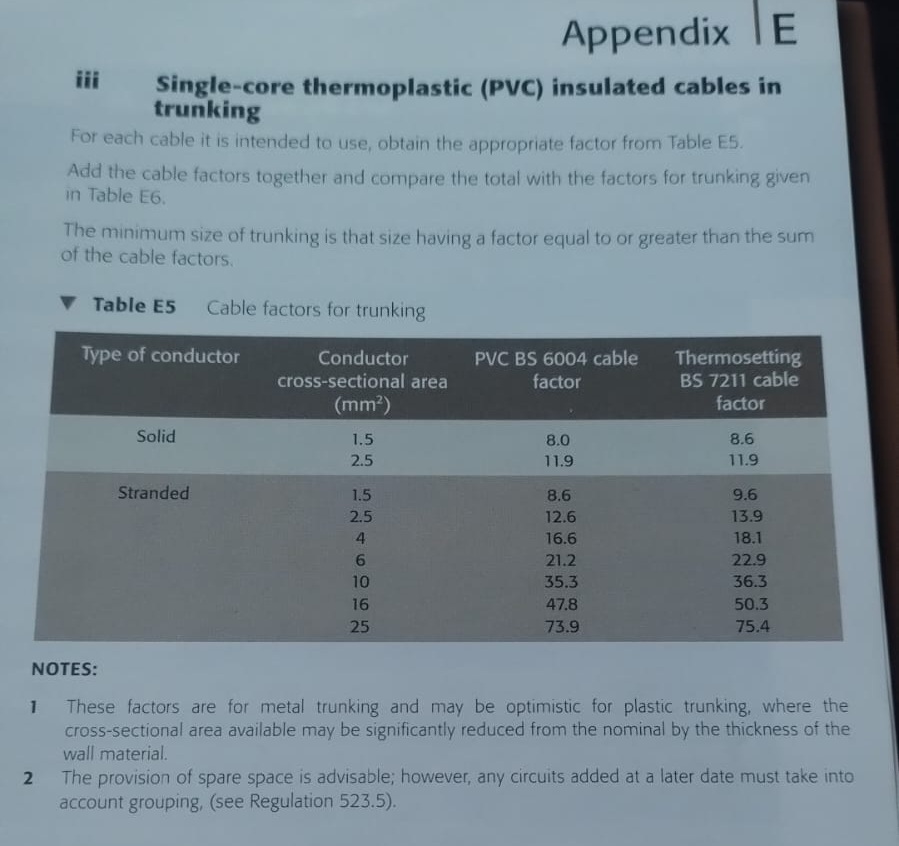 Appendix E
iii Single-core thermoplastic (PVC) insulated cables in
trunking
For each cable it is intended to use, obtain the appropriate factor from Table E5.
Add the cable factors together and compare the total with the factors for trunking given
in Table E6.
The minimum size of trunking is that size having a factor equal to or greater than the sum
of the cable factors.
▼ Table E5 Cable factors for trunking
Type of conductor Conductor PVC BS 6004 cable Thermosetting
cross-sectional area factor BS 7211 cable
(mm²) factor
Solid 1.5 8.0 8.6
2.5 11.9 11.9
Stranded 1.5 8.6 9.6
2.5 12.6 13.9
4 16.6 18.1
6 21.2 22.9
10 35.3 36.3
16 47.8 50.3
25 73.9 75.4
NOTES:
1 These factors are for metal trunking and may be optimistic for plastic trunking, where the
cross-sectional area available may be significantly reduced from the nominal by the thickness of the
wall material.
2 The provision of spare space is advisable; however, any circuits added at a later date must take into
account grouping, (see Regulation 523.5).